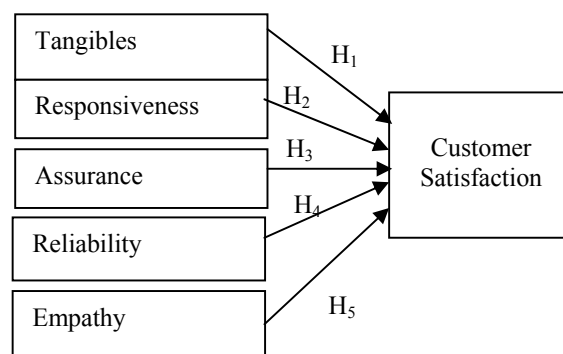 Tangibles
H₁
Responsiveness
H₂
Assurance
H₃
Reliability
H₄
Empathy
H₅
Customer
Satisfaction